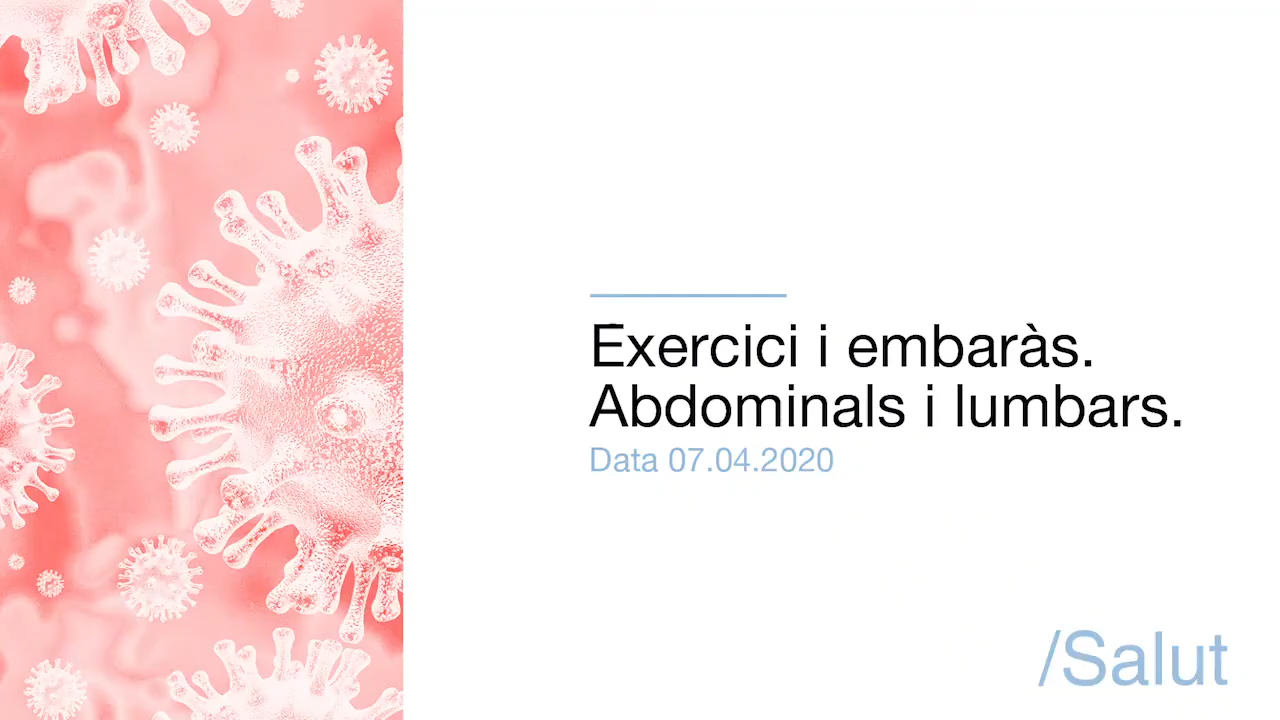 Exercici i embaràs.
Abdominals i lumbars.
Data 07.04.2020
/Salut